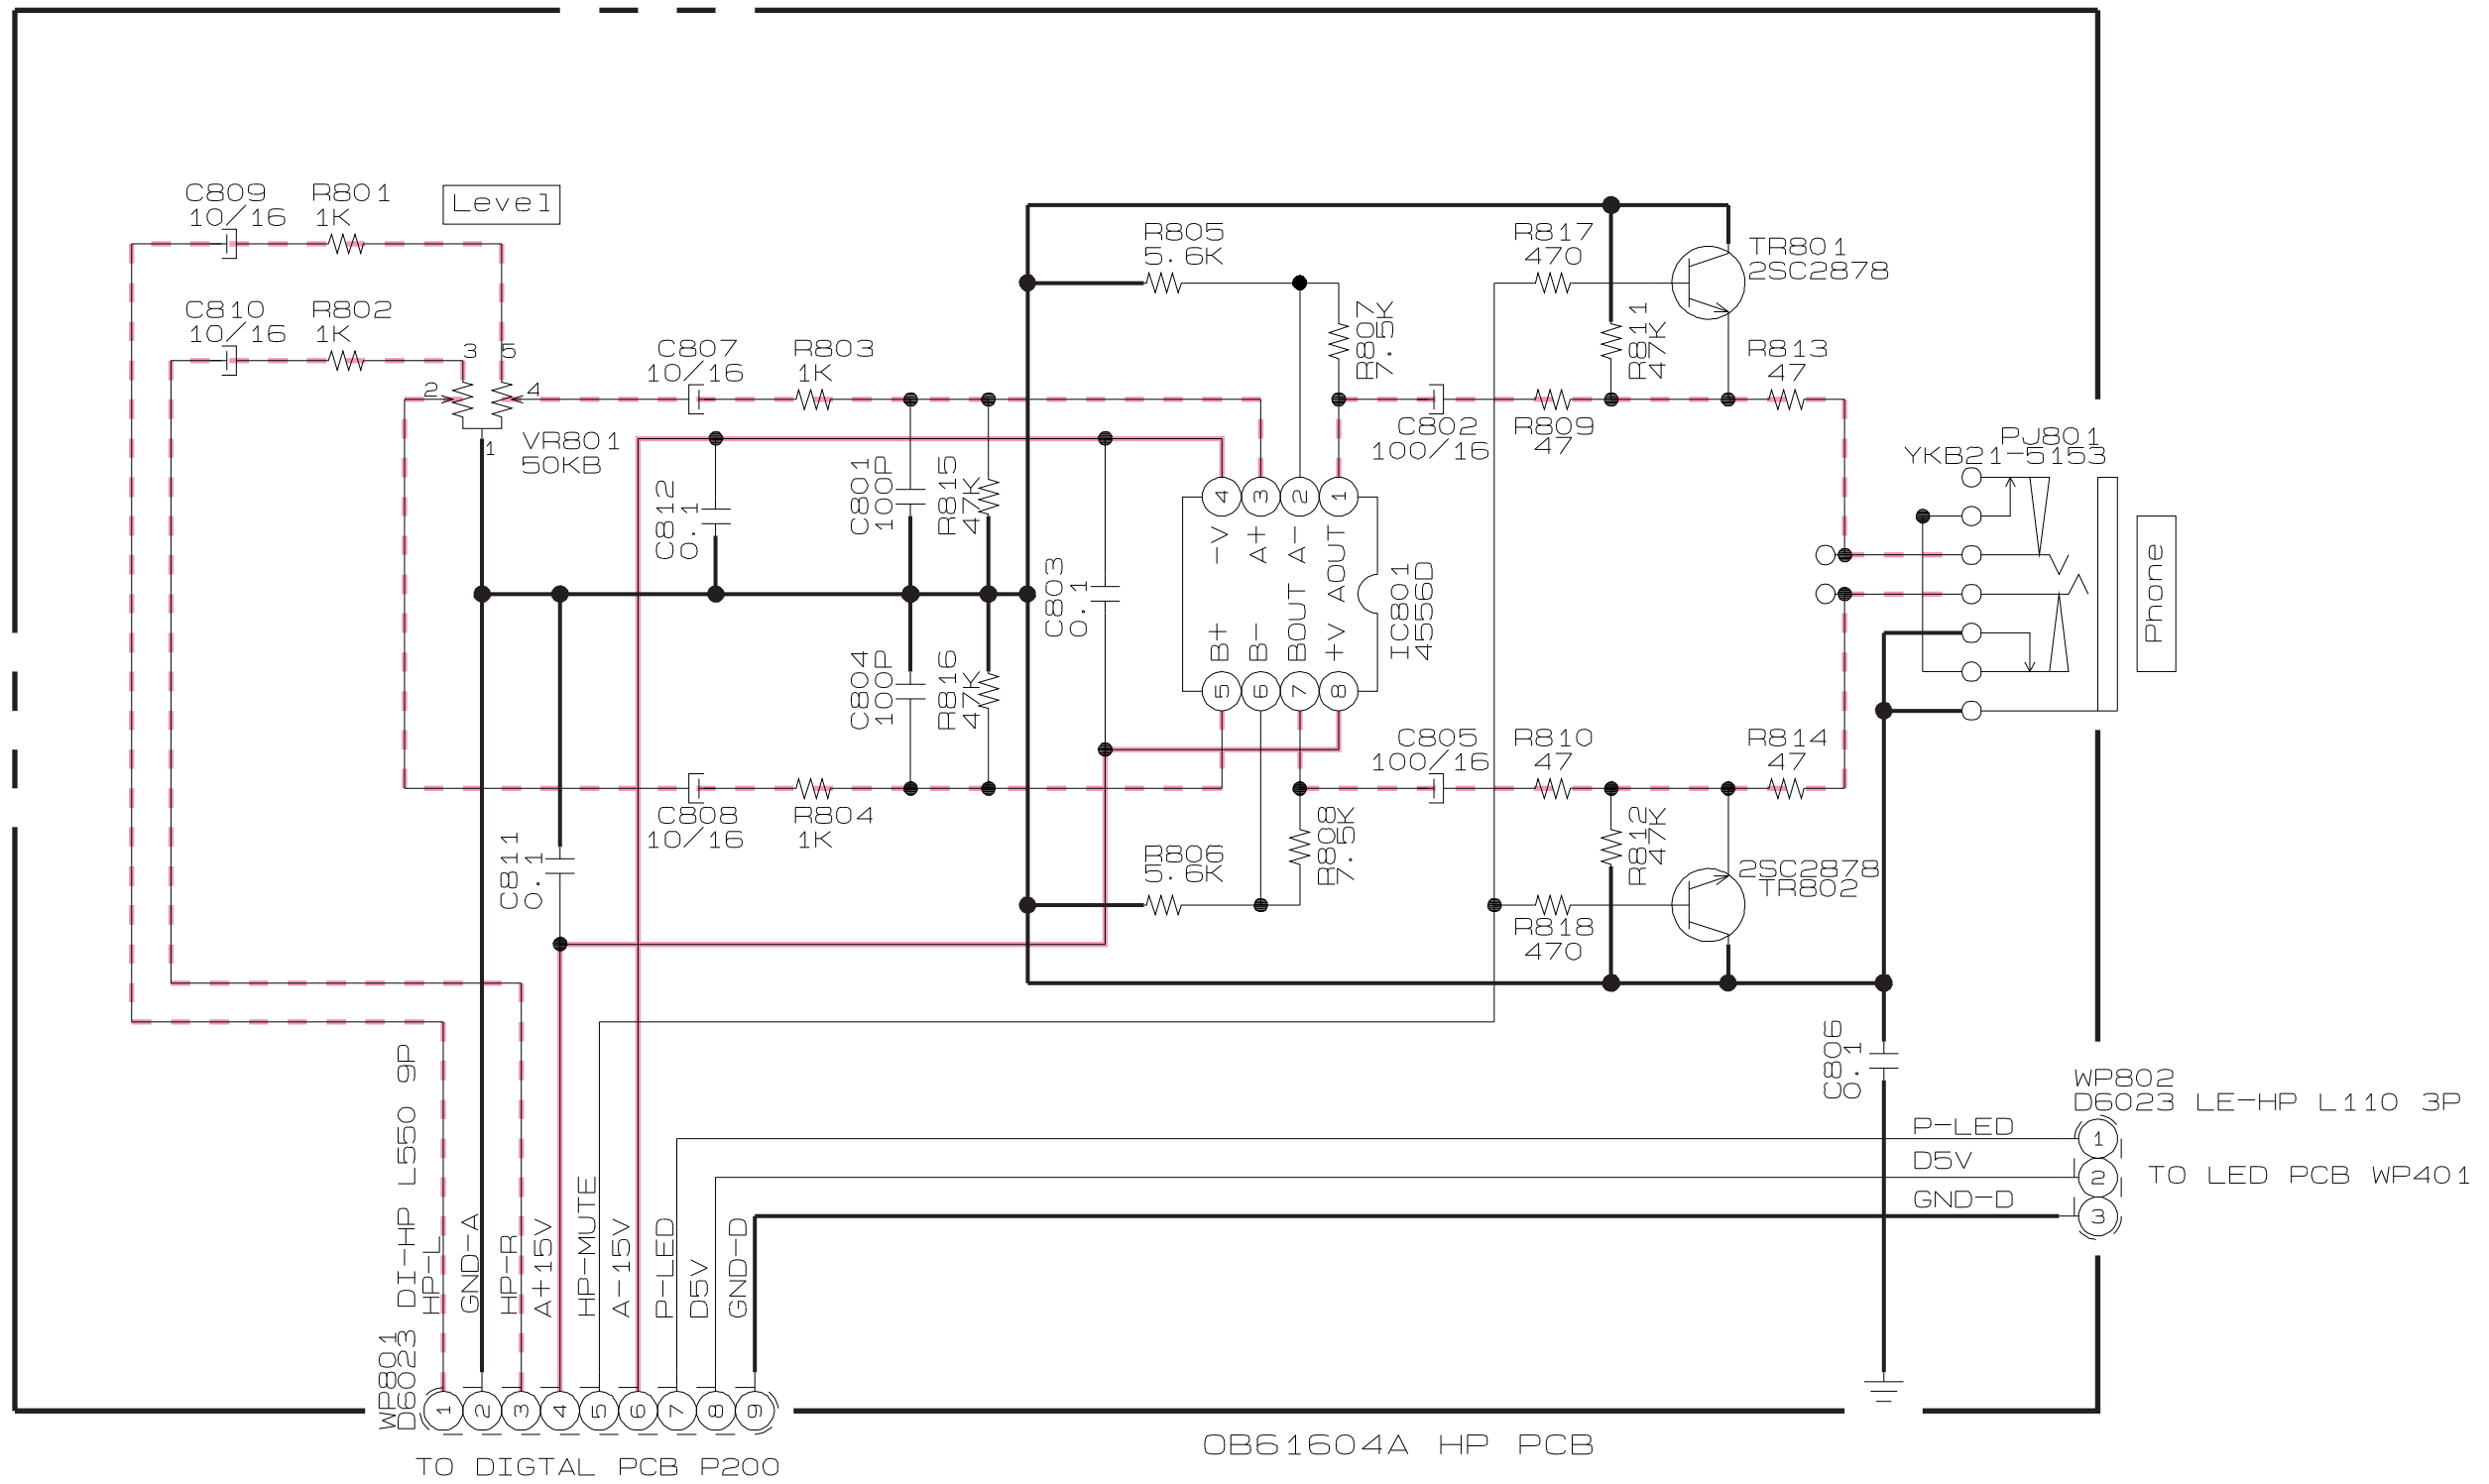 C809
10/16
R801
1K
Level
C810
10/16
R802
1K
3
5
2
4
1
VR801
50KB
C807
10/16
R803
1K
R805
5.6K
R807
7.5K
R817
470
TR801
2SC2878
R811
47K
R813
47
C802
100/16
R809
47
PJ801
YKB21-5153
Phone
C812
0.1
C801
100P
R815
47K
C803
0.1
4
3
2
1
-V
A+
A-
AOUT
B+
B-
BOUT
+V
5
6
7
8
IC801
4556D
C804
100P
R816
47K
C811
0.1
C808
10/16
R804
1K
R806
5.6K
R808
7.5K
C805
100/16
R810
47
R812
47K
R814
47
2SC2878
TR802
R818
470
C806
0.1
WP802
D6023 LE-HP L110 3P
P-LED
1
D5V
2
TO LED PCB WP401
GND-D
3
WP801
D6023 DI-HP L550 9P
HP-L
GND-A
HP-R
A+15V
HP-MUTE
A-15V
P-LED
D5V
GND-D
1
2
3
4
5
6
7
8
9
TO DIGTAL PCB P200
OB61604A HP PCB